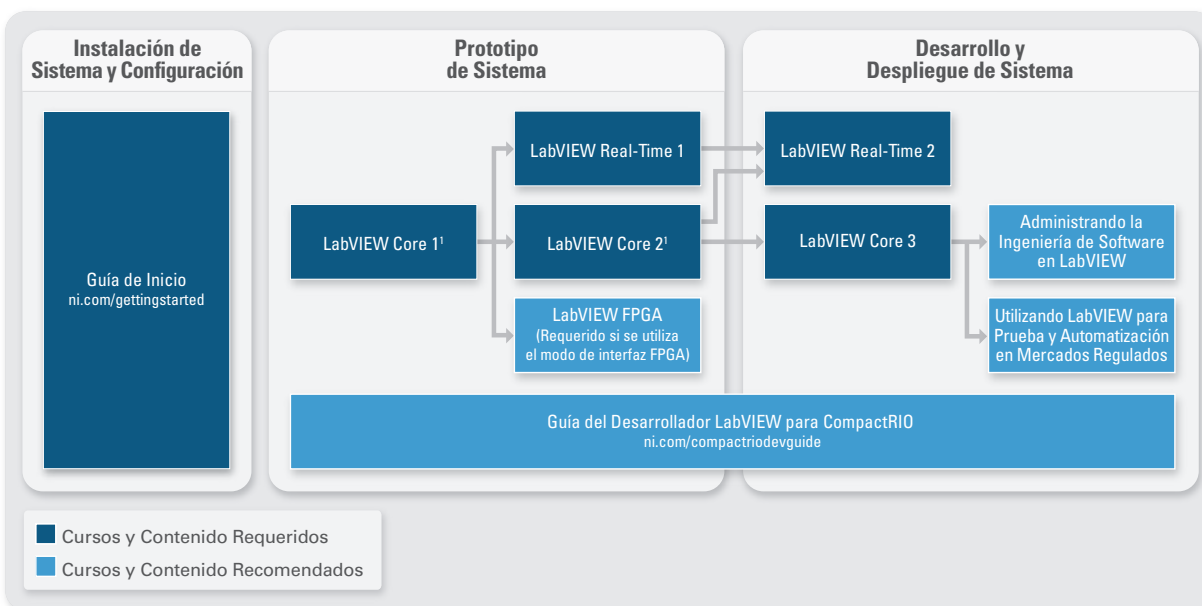 Instalación de
Sistema y Configuración
Prototipo
de Sistema
Desarrollo y
Despliegue de Sistema
Guía de Inicio
ni.com/gettingstarted
LabVIEW Core 1¹
LabVIEW Real-Time 1
LabVIEW Core 2¹
LabVIEW FPGA
(Requerido si se utiliza
el modo de interfaz FPGA)
LabVIEW Real-Time 2
LabVIEW Core 3
Administrando la
Ingeniería de Software
en LabVIEW
Utilizando LabVIEW para
Prueba y Automatización
en Mercados Regulados
Guía del Desarrollador LabVIEW para CompactRIO
ni.com/compactriodevguide
Cursos y Contenido Requeridos
Cursos y Contenido Recomendados